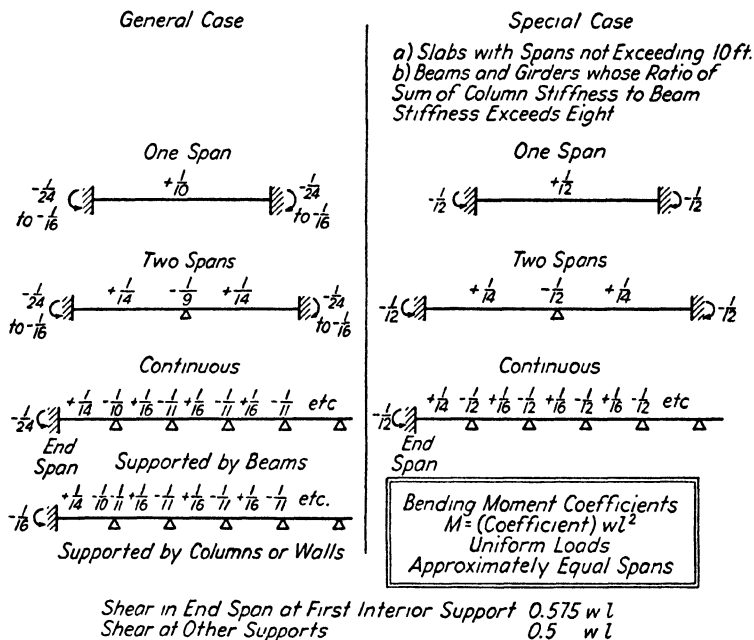 General Case
Special Case
a) Slabs with Spans not Exceeding 10ft.
b) Beams and Girders whose Ratio of
Sum of Column Stiffness to Beam
Stiffness Exceeds Eight
One Span
-1/24 to -1/16 +1/10 -1/24 to -1/16
One Span
-1/12 +1/12 -1/12
Two Spans
-1/24 to -1/16 +1/14 -1/9 +1/14 -1/24 to -1/16
Two Spans
-1/12 +1/14 -1/12 +1/14 -1/12
Continuous
-1/24 +1/14 -1/10 +1/16 -1/11 +1/16 -1/11 +1/16 -1/11 etc
End
Span
Supported by Beams
-1/16 +1/14 -1/10 -1/11 +1/16 -1/11 +1/16 -1/11 +1/16 -1/11 etc.
Supported by Columns or Walls
Continuous
-1/12 +1/14 -1/12 +1/16 -1/12 +1/16 -1/12 +1/16 -1/12 etc
End
Span
Bending Moment Coefficients
M = (Coefficient) wl²
Uniform Loads
Approximately Equal Spans
Shear in End Span at First Interior Support 0.575 w l
Shear at Other Supports 0.5 w l